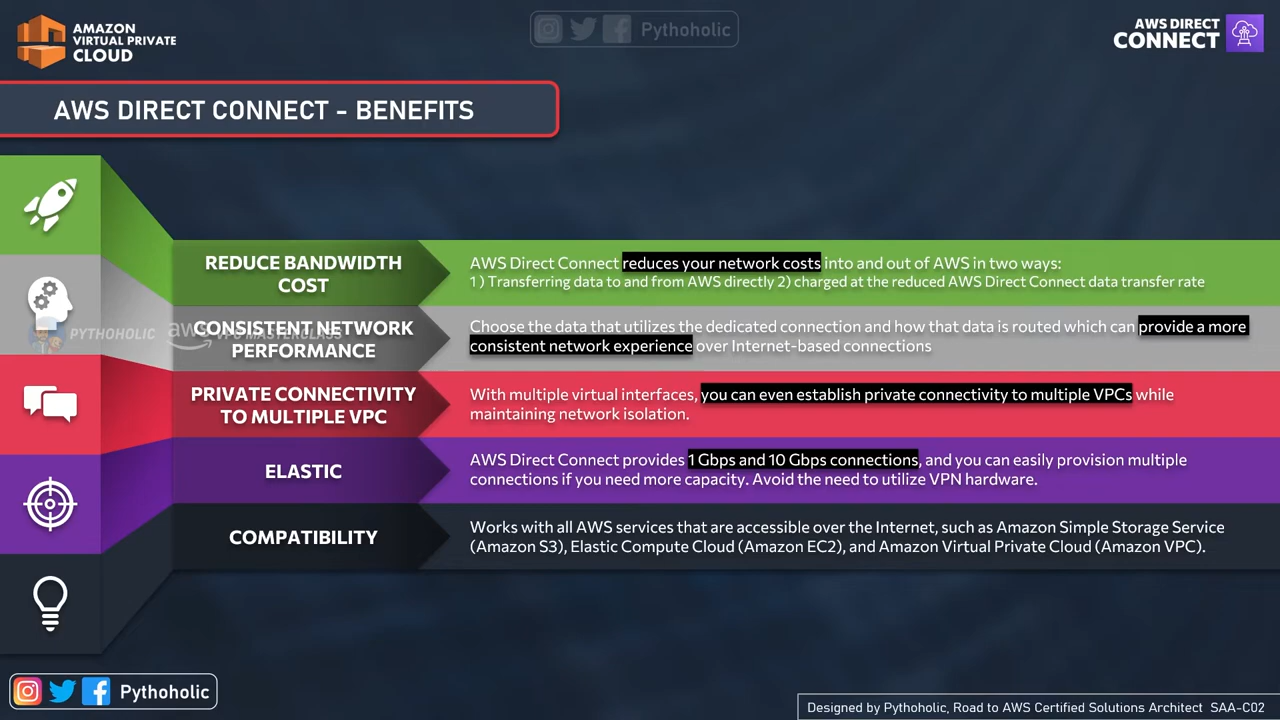 AMAZON
VIRTUAL PRIVATE
CLOUD
Pythoholic
AWS DIRECT
CONNECT
AWS DIRECT CONNECT - BENEFITS
REDUCE BANDWIDTH
COST
AWS Direct Connect reduces your network costs into and out of AWS in two ways:
1 ) Transferring data to and from AWS directly 2) charged at the reduced AWS Direct Connect data transfer rate
CONSISTENT NETWORK
PERFORMANCE
PYTHOHOLIC
aws VPC MASTERCLASS
Choose the data that utilizes the dedicated connection and how that data is routed which can provide a more
consistent network experience over Internet-based connections
PRIVATE CONNECTIVITY
TO MULTIPLE VPC
With multiple virtual interfaces, you can even establish private connectivity to multiple VPCs while
maintaining network isolation.
ELASTIC
AWS Direct Connect provides 1 Gbps and 10 Gbps connections, and you can easily provision multiple
connections if you need more capacity. Avoid the need to utilize VPN hardware.
COMPATIBILITY
Works with all AWS services that are accessible over the Internet, such as Amazon Simple Storage Service
(Amazon S3), Elastic Compute Cloud (Amazon EC2), and Amazon Virtual Private Cloud (Amazon VPC).
Pythoholic
Designed by Pythoholic, Road to AWS Certified Solutions Architect SAA-C02